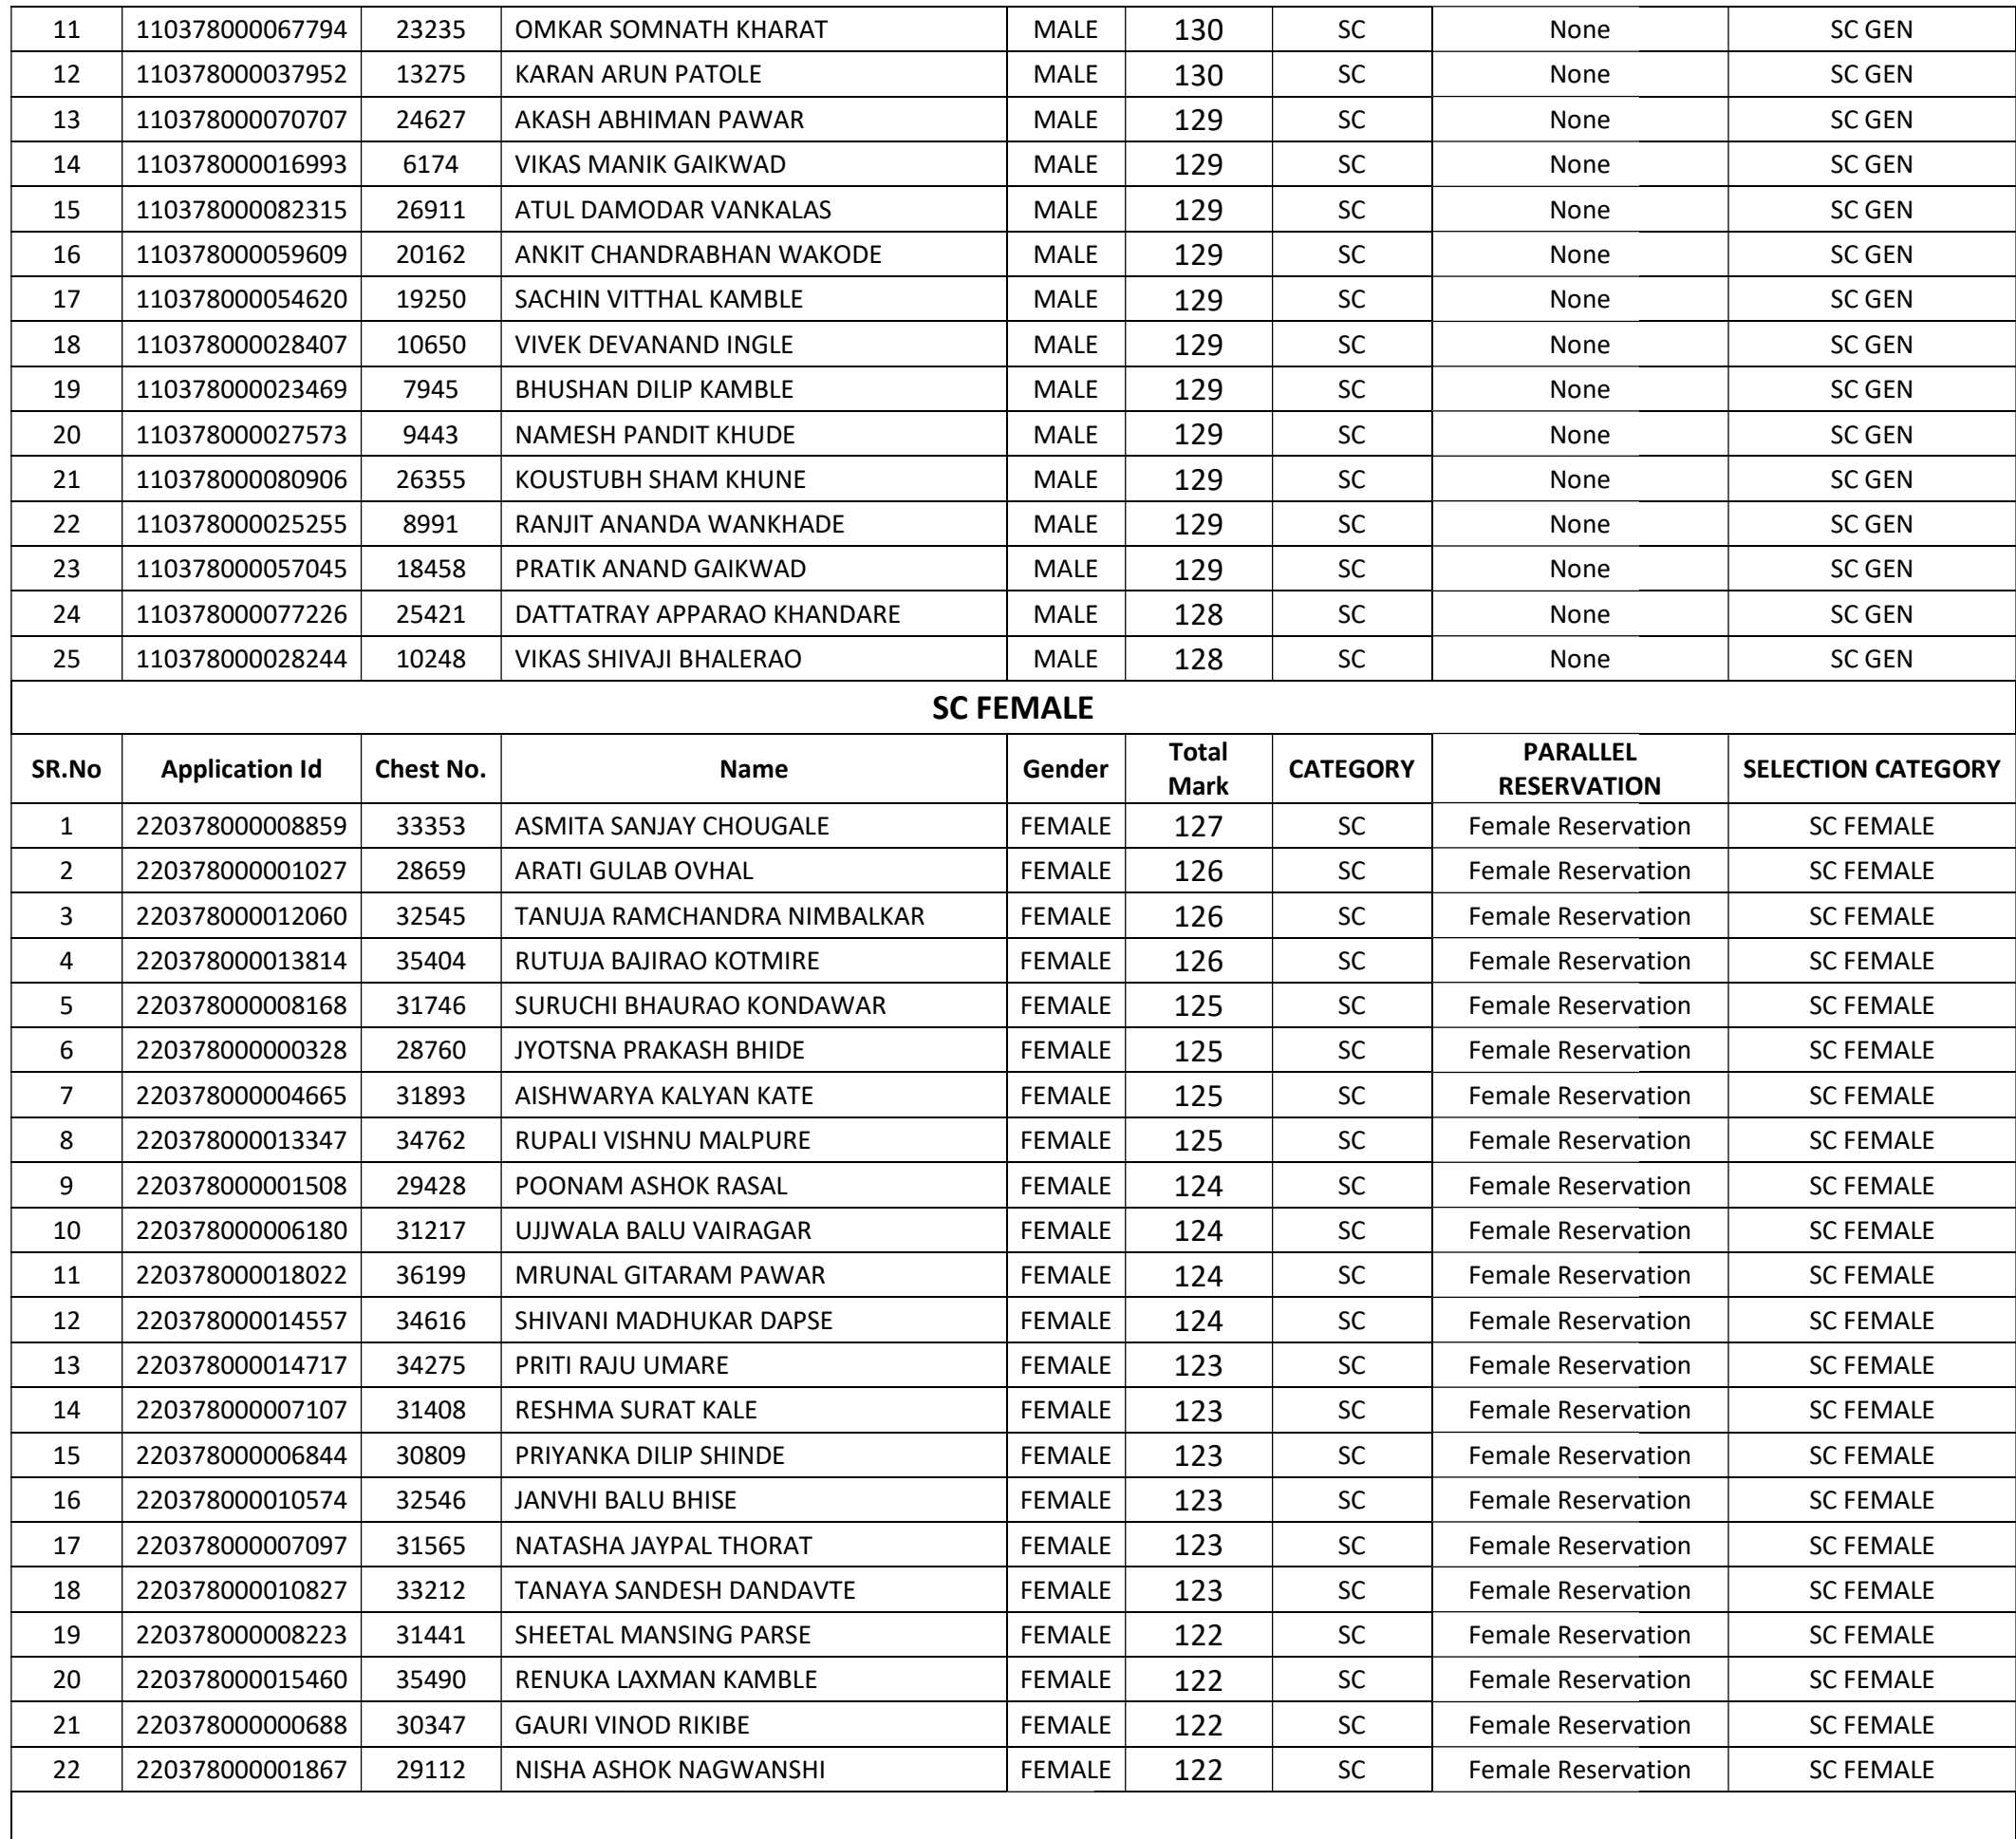 11 110378000067794 23235 OMKAR SOMNATH KHARAT MALE 130 SC None SC GEN
12 110378000037952 13275 KARAN ARUN PATOLE MALE 130 SC None SC GEN
13 110378000070707 24627 AKASH ABHIMAN PAWAR MALE 129 SC None SC GEN
14 110378000016993 6174 VIKAS MANIK GAIKWAD MALE 129 SC None SC GEN
15 110378000082315 26911 ATUL DAMODAR VANKALAS MALE 129 SC None SC GEN
16 110378000059609 20162 ANKIT CHANDRABHAN WAKODE MALE 129 SC None SC GEN
17 110378000054620 19250 SACHIN VITTHAL KAMBLE MALE 129 SC None SC GEN
18 110378000028407 10650 VIVEK DEVANAND INGLE MALE 129 SC None SC GEN
19 110378000023469 7945 BHUSHAN DILIP KAMBLE MALE 129 SC None SC GEN
20 110378000027573 9443 NAMESH PANDIT KHUDE MALE 129 SC None SC GEN
21 110378000080906 26355 KOUSTUBH SHAM KHUNE MALE 129 SC None SC GEN
22 110378000025255 8991 RANJIT ANANDA WANKHADE MALE 129 SC None SC GEN
23 110378000057045 18458 PRATIK ANAND GAIKWAD MALE 129 SC None SC GEN
24 110378000077226 25421 DATTATRAY APPARAO KHANDARE MALE 128 SC None SC GEN
25 110378000028244 10248 VIKAS SHIVAJI BHALERAO MALE 128 SC None SC GEN
SC FEMALE
SR.No Application Id Chest No. Name Gender Total Mark CATEGORY PARALLEL RESERVATION SELECTION CATEGORY
1 220378000008859 33353 ASMITA SANJAY CHOUGALE FEMALE 127 SC Female Reservation SC FEMALE
2 220378000001027 28659 ARATI GULAB OVHAL FEMALE 126 SC Female Reservation SC FEMALE
3 220378000012060 32545 TANUJA RAMCHANDRA NIMBALKAR FEMALE 126 SC Female Reservation SC FEMALE
4 220378000013814 35404 RUTUJA BAJIRAO KOTMIRE FEMALE 126 SC Female Reservation SC FEMALE
5 220378000008168 31746 SURUCHI BHAURAO KONDAWAR FEMALE 125 SC Female Reservation SC FEMALE
6 220378000000328 28760 JYOTSNA PRAKASH BHIDE FEMALE 125 SC Female Reservation SC FEMALE
7 220378000004665 31893 AISHWARYA KALYAN KATE FEMALE 125 SC Female Reservation SC FEMALE
8 220378000013347 34762 RUPALI VISHNU MALPURE FEMALE 125 SC Female Reservation SC FEMALE
9 220378000001508 29428 POONAM ASHOK RASAL FEMALE 124 SC Female Reservation SC FEMALE
10 220378000006180 31217 UJJWALA BALU VAIRAGAR FEMALE 124 SC Female Reservation SC FEMALE
11 220378000018022 36199 MRUNAL GITARAM PAWAR FEMALE 124 SC Female Reservation SC FEMALE
12 220378000014557 34616 SHIVANI MADHUKAR DAPSE FEMALE 124 SC Female Reservation SC FEMALE
13 220378000014717 34275 PRITI RAJU UMARE FEMALE 123 SC Female Reservation SC FEMALE
14 220378000007107 31408 RESHMA SURAT KALE FEMALE 123 SC Female Reservation SC FEMALE
15 220378000006844 30809 PRIYANKA DILIP SHINDE FEMALE 123 SC Female Reservation SC FEMALE
16 220378000010574 32546 JANVHI BALU BHISE FEMALE 123 SC Female Reservation SC FEMALE
17 220378000007097 31565 NATASHA JAYPAL THORAT FEMALE 123 SC Female Reservation SC FEMALE
18 220378000010827 33212 TANAYA SANDESH DANDAVTE FEMALE 123 SC Female Reservation SC FEMALE
19 220378000008223 31441 SHEETAL MANSING PARSE FEMALE 122 SC Female Reservation SC FEMALE
20 220378000015460 35490 RENUKA LAXMAN KAMBLE FEMALE 122 SC Female Reservation SC FEMALE
21 220378000000688 30347 GAURI VINOD RIKIBE FEMALE 122 SC Female Reservation SC FEMALE
22 220378000001867 29112 NISHA ASHOK NAGWANSHI FEMALE 122 SC Female Reservation SC FEMALE